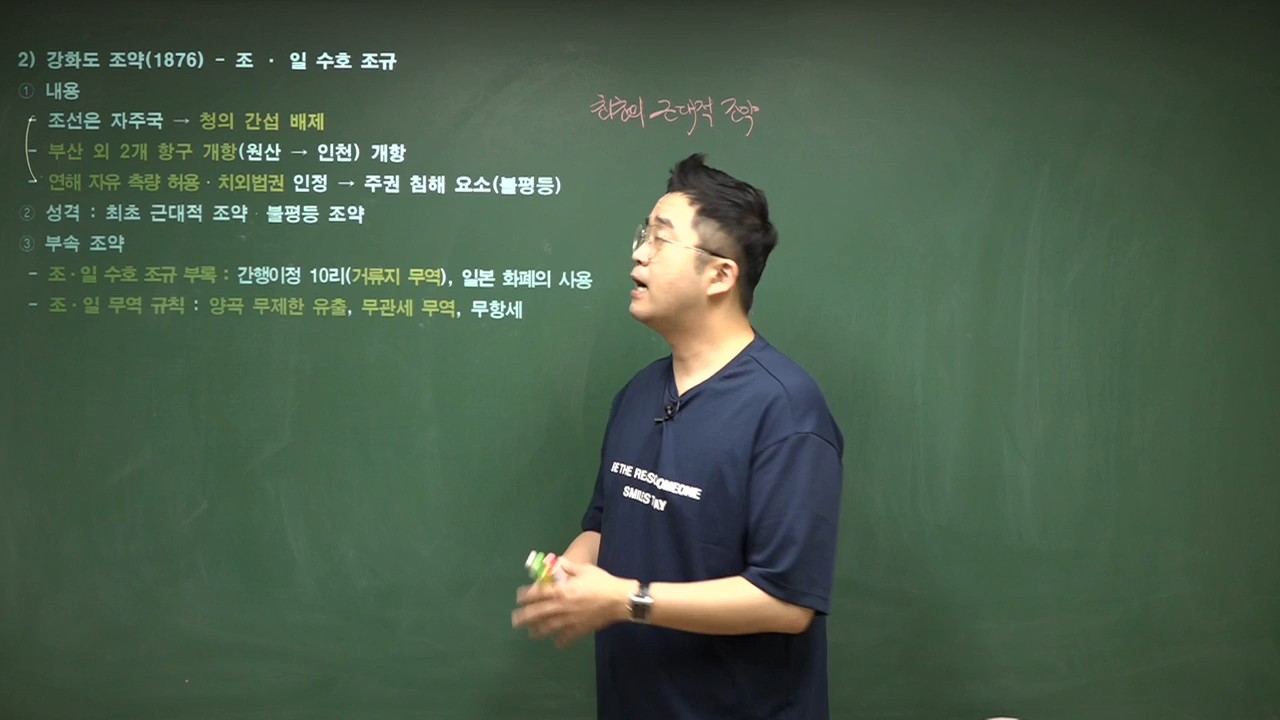 2) 강화도 조약(1876) - 조 · 일 수호 조규
① 내용
- 조선은 자주국 → 청의 간섭 배제
- 부산 외 2개 항구 개항(원산 → 인천) 개항
- 연해 자유 측량 허용 · 치외법권 인정 → 주권 침해 요소(불평등)
② 성격 : 최초 근대적 조약 · 불평등 조약
③ 부속 조약
- 조 · 일 수호 조규 부록 : 간행이정 10리(거류지 무역), 일본 화폐의 사용
- 조 · 일 무역 규칙 : 양곡 무제한 유출, 무관세 무역, 무항세
최초의 근대적 조약